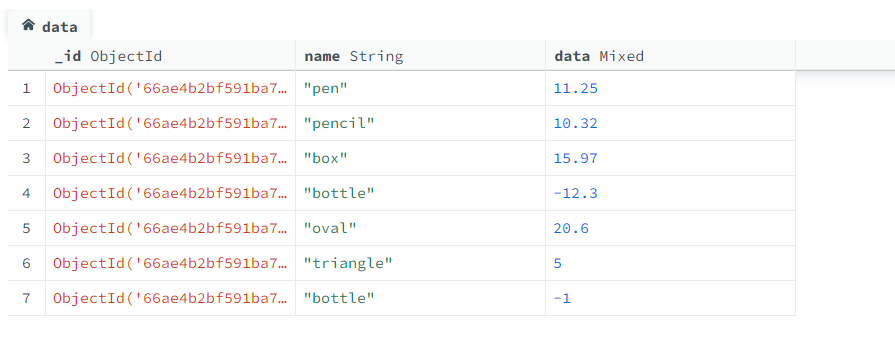 data
_id ObjectId name String data Mixed
1 ObjectId('66ae4b2bf591ba7… "pen" 11.25
2 ObjectId('66ae4b2bf591ba7… "pencil" 10.32
3 ObjectId('66ae4b2bf591ba7… "box" 15.97
4 ObjectId('66ae4b2bf591ba7… "bottle" -12.3
5 ObjectId('66ae4b2bf591ba7… "oval" 20.6
6 ObjectId('66ae4b2bf591ba7… "triangle" 5
7 ObjectId('66ae4b2bf591ba7… "bottle" -1